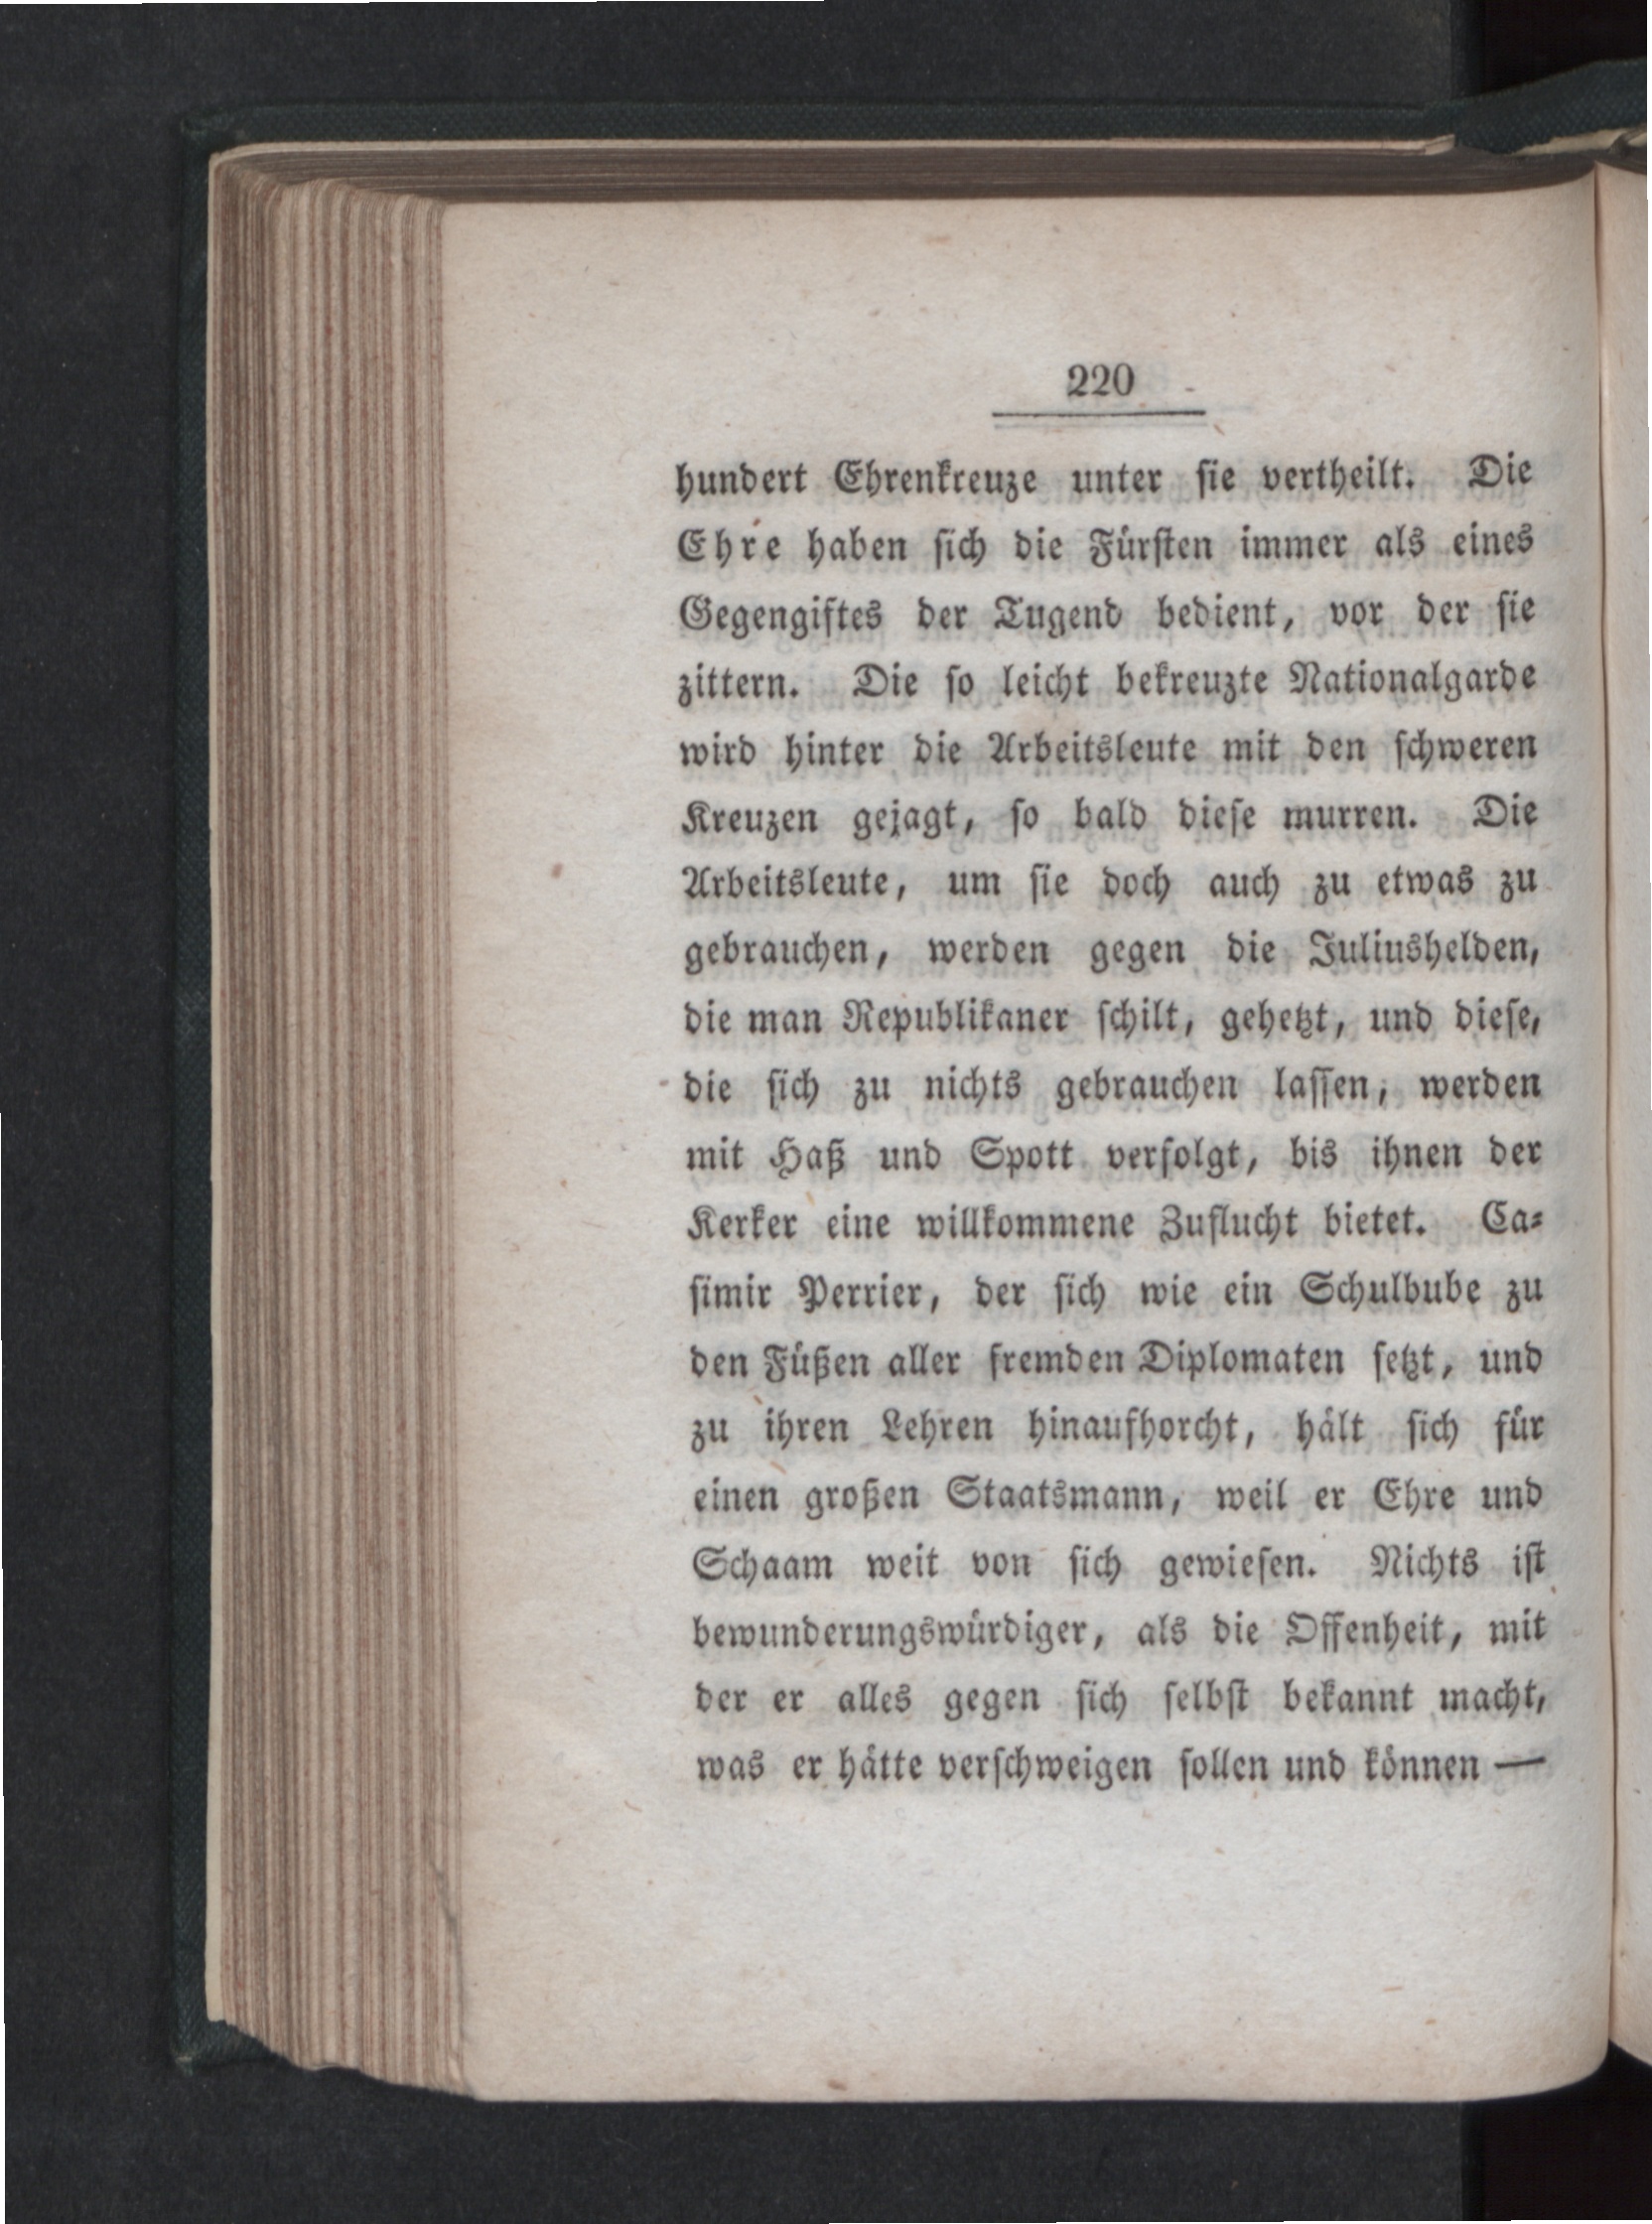 220
hundert Ehrenkreuze unter sie vertheilt. Die
Ehre haben sich die Fürsten immer als eines
Gegengiftes der Tugend bedient, vor der sie
zittern. Die so leicht bekreuzte Nationalgarde
wird hinter die Arbeitsleute mit den schweren
Kreuzen gejagt, so bald diese murren. Die
Arbeitsleute, um sie doch auch zu etwas zu
gebrauchen, werden gegen die Juliushelden,
die man Republikaner schilt, gehetzt, und diese,
die sich zu nichts gebrauchen lassen, werden
mit Haß und Spott verfolgt, bis ihnen der
Kerker eine willkommene Zuflucht bietet. Ca-
simir Perrier, der sich wie ein Schulbube zu
den Füßen aller fremden Diplomaten setzt, und
zu ihren Lehren hinaufhorcht, hält sich für
einen großen Staatsmann, weil er Ehre und
Schaam weit von sich gewiesen. Nichts ist
bewunderungswürdiger, als die Offenheit, mit
der er alles gegen sich selbst bekannt macht,
was er hätte verschweigen sollen und können —